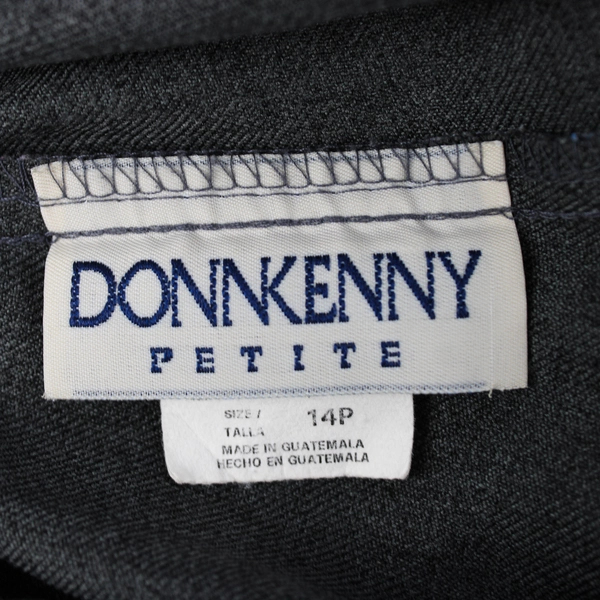 DONNKENNY
PETITE
SIZE / 14P
TALLA
MADE IN GUATEMALA
HECHO EN GUATEMALA